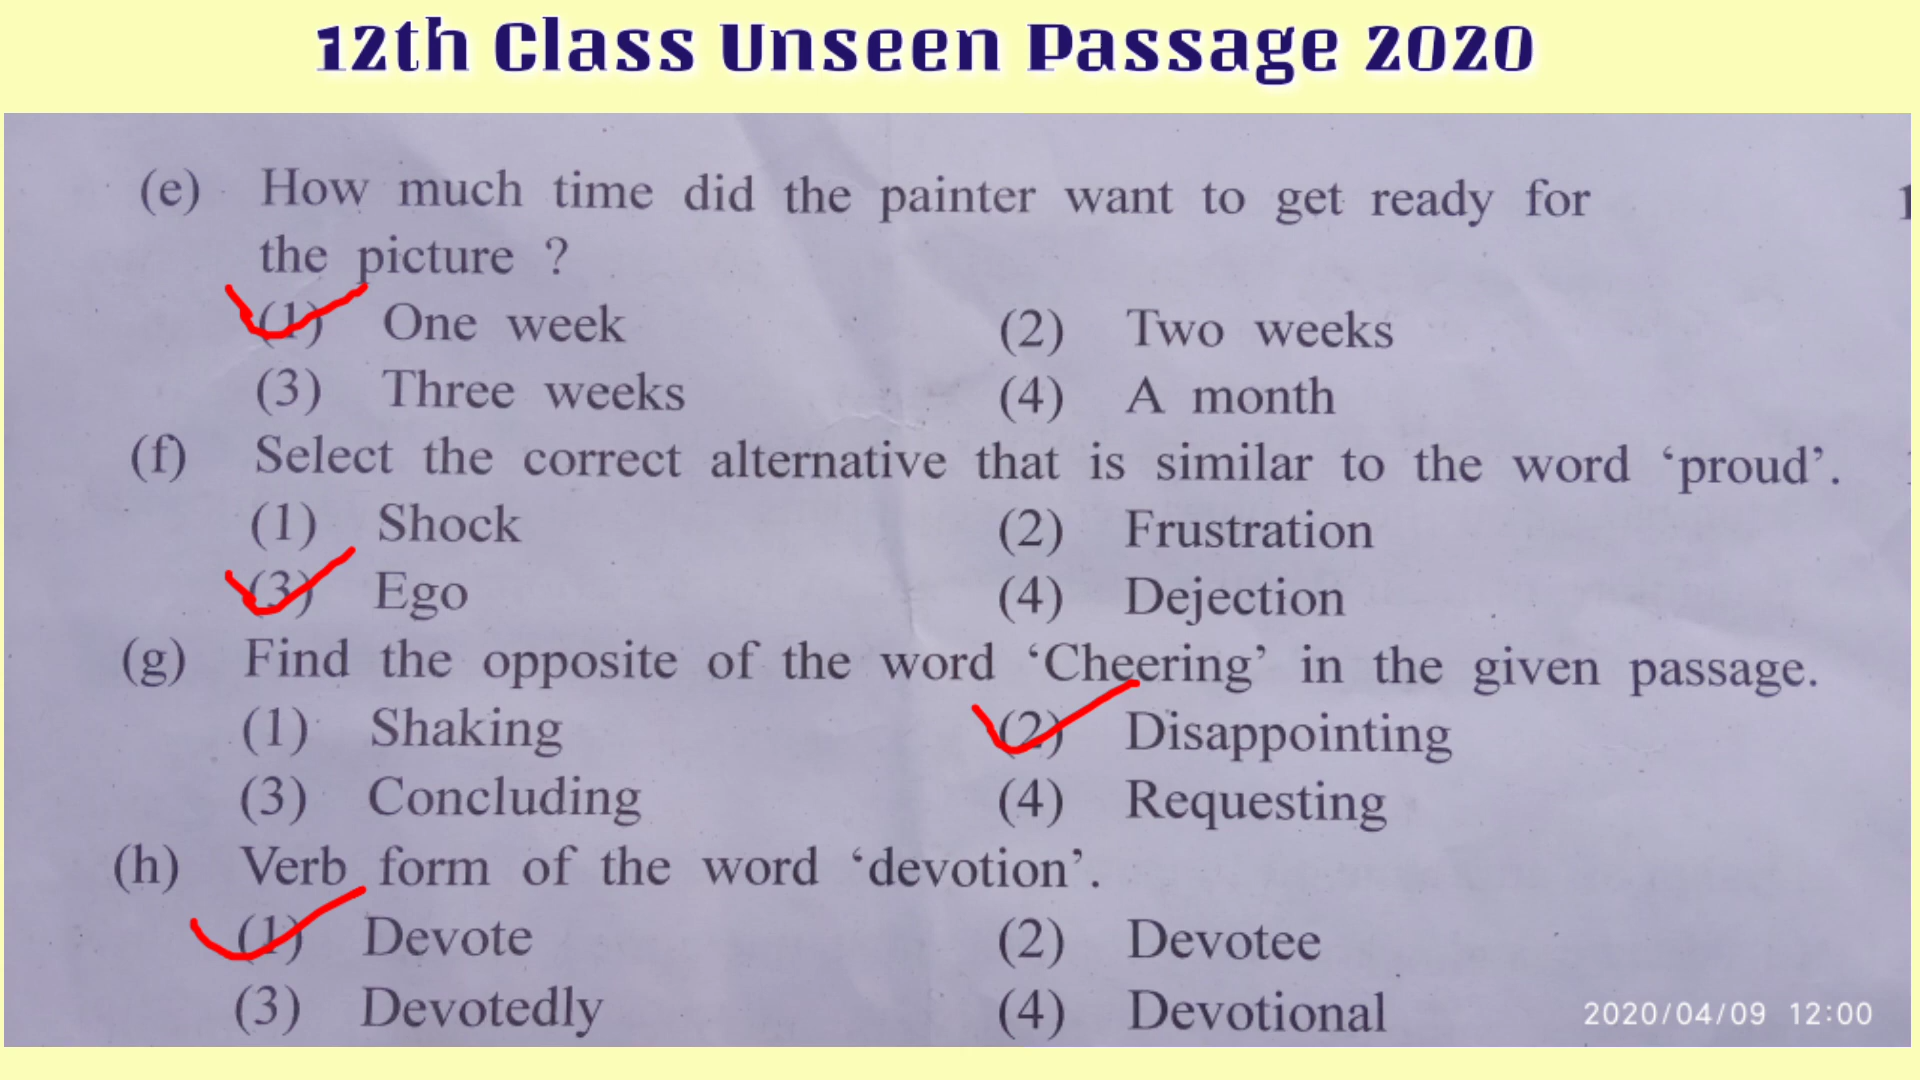 12th Class Unseen Passage 2020
(e) How much time did the painter want to get ready for
the picture ?
(1) One week (2) Two weeks
(3) Three weeks (4) A month
(f) Select the correct alternative that is similar to the word ‘proud’.
(1) Shock (2) Frustration
(3) Ego (4) Dejection
(g) Find the opposite of the word ‘Cheering’ in the given passage.
(1) Shaking (2) Disappointing
(3) Concluding (4) Requesting
(h) Verb form of the word ‘devotion’.
(1) Devote (2) Devotee
(3) Devotedly (4) Devotional
2020/04/09 12:00